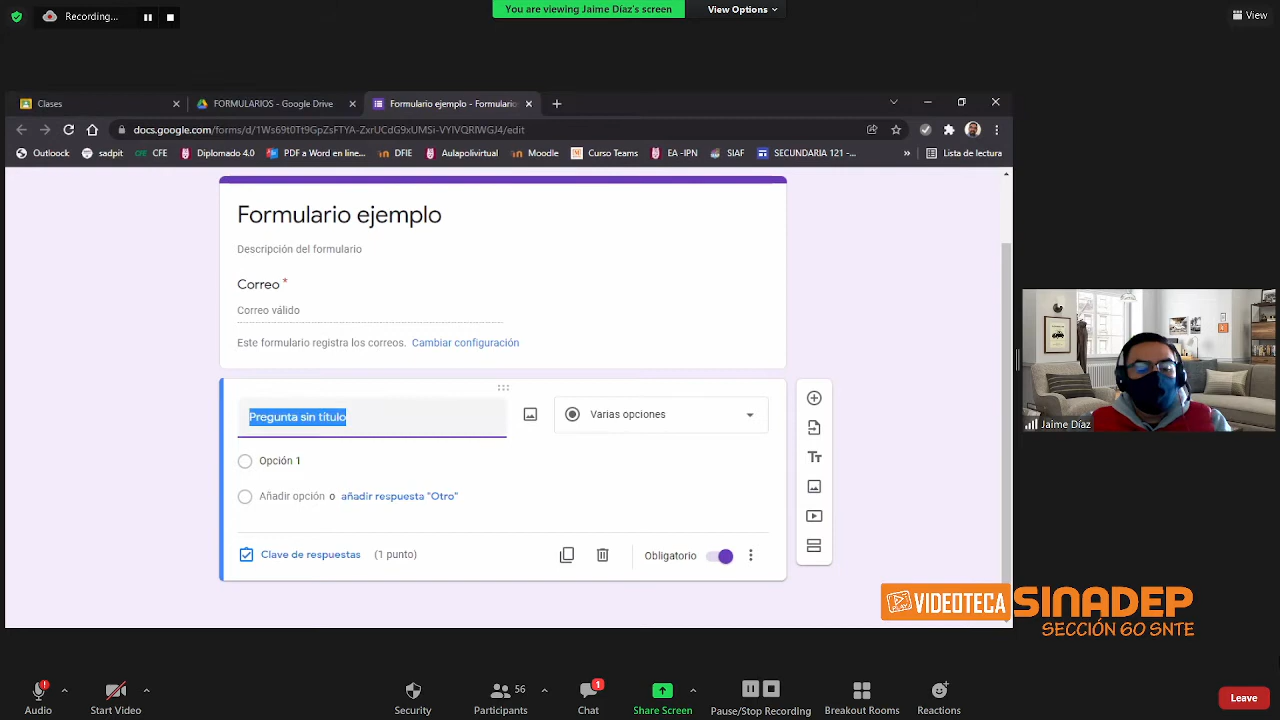 Recording...
You are viewing Jaime Díaz's screen
View Options
View
Clases
FORMULARIOS - Google Drive
Formulario ejemplo - Formulario
docs.google.com/forms/d/1Ws69t0Tt9GpZsFTYA-ZxrUCdG9xUMSi-VYlVQRlWGJ4/edit
Outloock
sadpit
CFE
Diplomado 4.0
PDF a Word en line...
DFIE
Aulapolivirtual
Moodle
Curso Teams
EA -IPN
SIAF
SECUNDARIA 121 -...
»
Lista de lectura
Formulario ejemplo
Descripción del formulario
Correo *
Correo válido
Este formulario registra los correos. Cambiar configuración
Pregunta sin título
Varias opciones
Opción 1
Añadir opción o añadir respuesta "Otro"
Clave de respuestas (1 punto)
Obligatorio
Tt
Jaime Díaz
VIDEOTECA
SINADEP
SECCIÓN 60 SNTE
Audio
Start Video
Security
56
Participants
1
Chat
Share Screen
Pause/Stop Recording
Breakout Rooms
Reactions
Leave